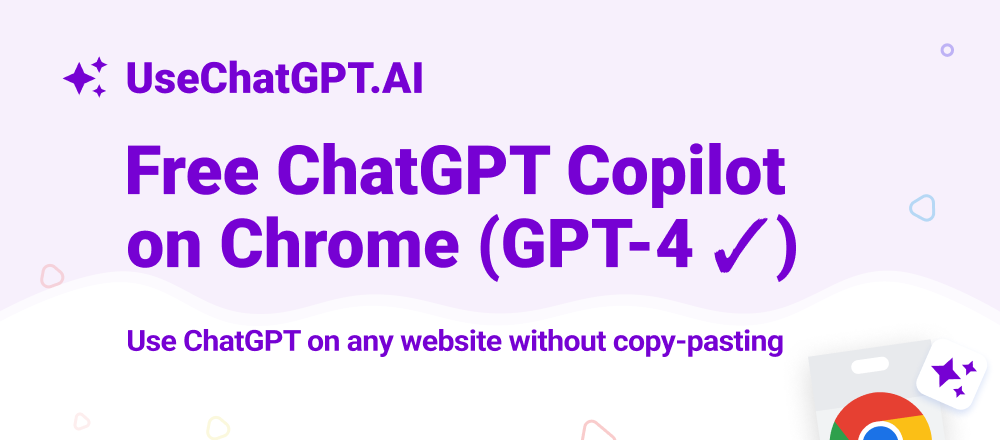 UseChatGPT.AI
Free ChatGPT Copilot
on Chrome (GPT-4 ✓)
Use ChatGPT on any website without copy-pasting